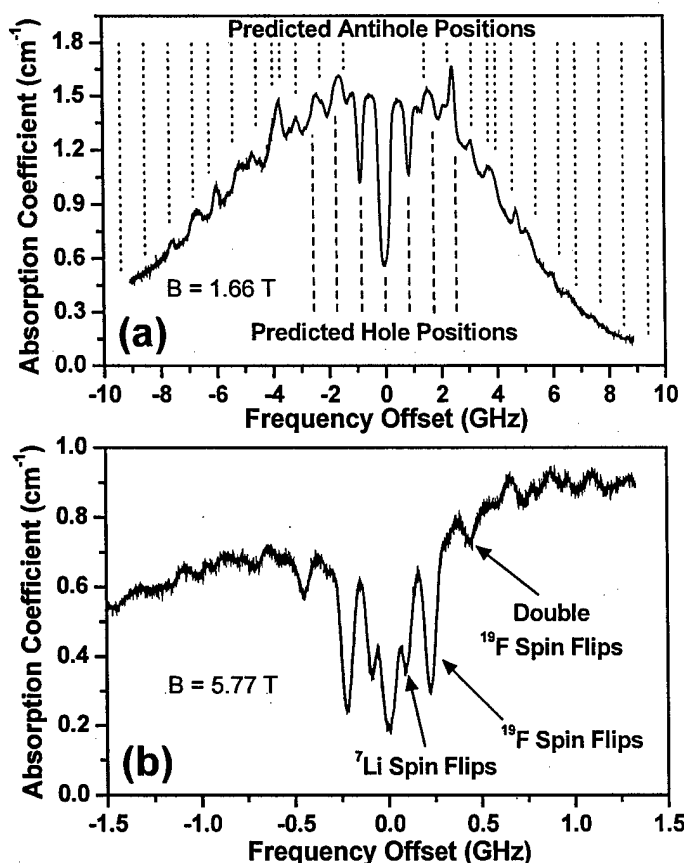 Predicted Antihole Positions
1.8
1.5
1.2
0.9
0.6
0.3
0.0
Absorption Coefficient (cm⁻¹)
B = 1.66 T
(a)
Predicted Hole Positions
-10 -8 -6 -4 -2 0 2 4 6 8 10
Frequency Offset (GHz)
1.0
0.8
0.6
0.4
0.2
0.0
Absorption Coefficient (cm⁻¹)
Double
¹⁹F Spin Flips
B = 5.77 T
¹⁹F Spin Flips
⁷Li Spin Flips
(b)
-1.5 -1.0 -0.5 0.0 0.5 1.0 1.5
Frequency Offset (GHz)